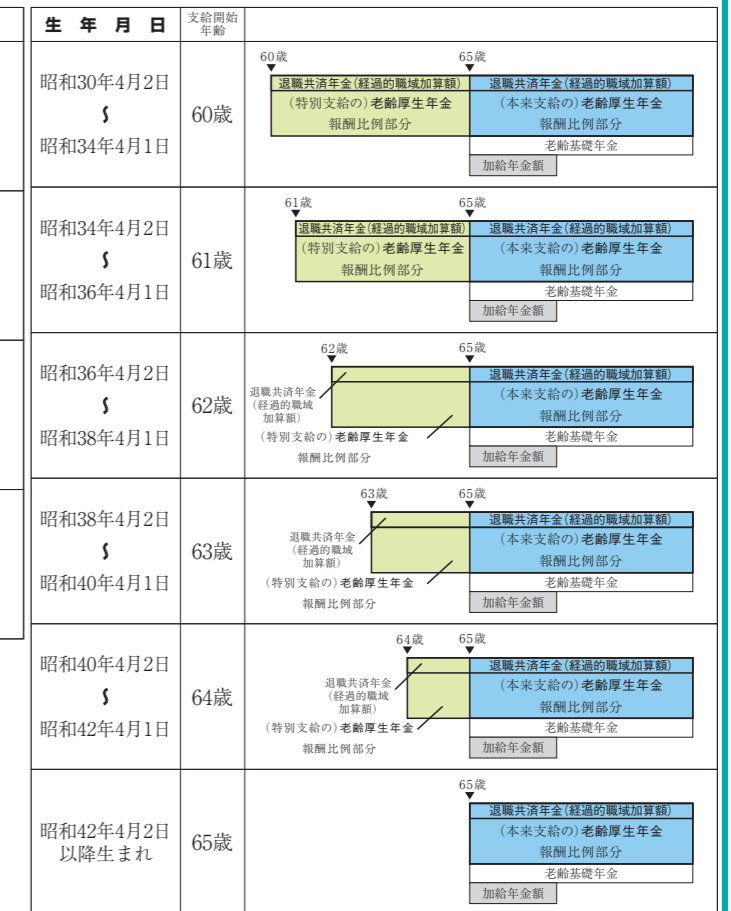 生年月日
支給開始
年齢
昭和30年4月2日
〜
昭和34年4月1日
60歳
60歳
65歳
退職共済年金(経過的職域加算額)
(特別支給の)老齢厚生年金
報酬比例部分
退職共済年金(経過的職域加算額)
(本来支給の)老齢厚生年金
報酬比例部分
老齢基礎年金
加給年金額
昭和34年4月2日
〜
昭和36年4月1日
61歳
61歳
65歳
退職共済年金(経過的職域加算額)
(特別支給の)老齢厚生年金
報酬比例部分
退職共済年金(経過的職域加算額)
(本来支給の)老齢厚生年金
報酬比例部分
老齢基礎年金
加給年金額
昭和36年4月2日
〜
昭和38年4月1日
62歳
62歳
65歳
退職共済年金
(経過的職域
加算額)
(特別支給の)老齢厚生年金
報酬比例部分
退職共済年金(経過的職域加算額)
(本来支給の)老齢厚生年金
報酬比例部分
老齢基礎年金
加給年金額
昭和38年4月2日
〜
昭和40年4月1日
63歳
63歳
65歳
退職共済年金
(経過的職域
加算額)
(特別支給の)老齢厚生年金
報酬比例部分
退職共済年金(経過的職域加算額)
(本来支給の)老齢厚生年金
報酬比例部分
老齢基礎年金
加給年金額
昭和40年4月2日
〜
昭和42年4月1日
64歳
64歳
65歳
退職共済年金
(経過的職域
加算額)
(特別支給の)老齢厚生年金
報酬比例部分
退職共済年金(経過的職域加算額)
(本来支給の)老齢厚生年金
報酬比例部分
老齢基礎年金
加給年金額
昭和42年4月2日
以降生まれ
65歳
65歳
退職共済年金(経過的職域加算額)
(本来支給の)老齢厚生年金
報酬比例部分
老齢基礎年金
加給年金額